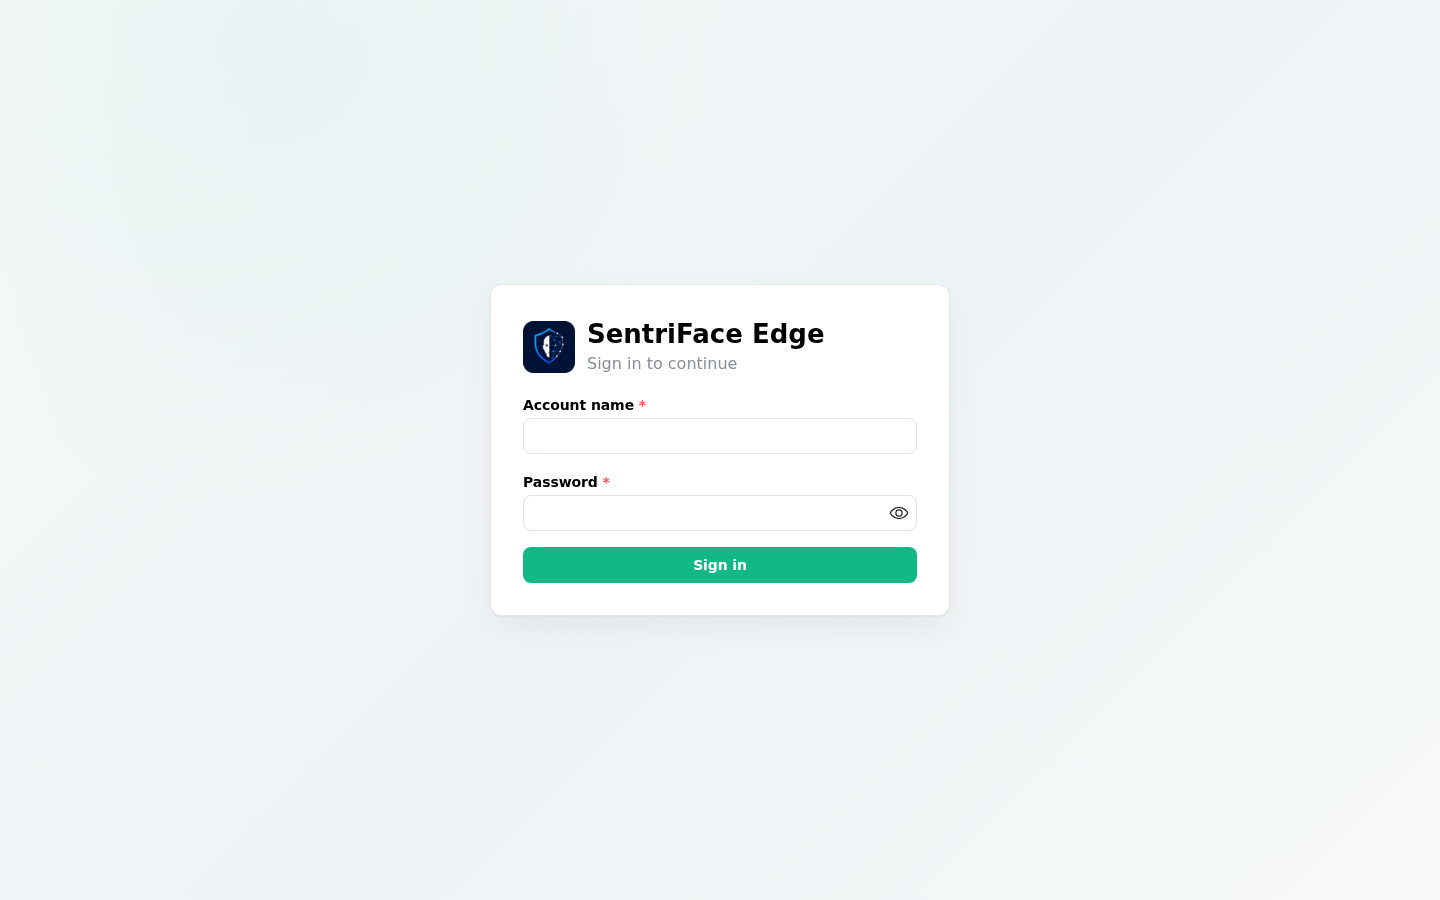 SentriFace Edge
Sign in to continue
Account name *
Password *
Sign in